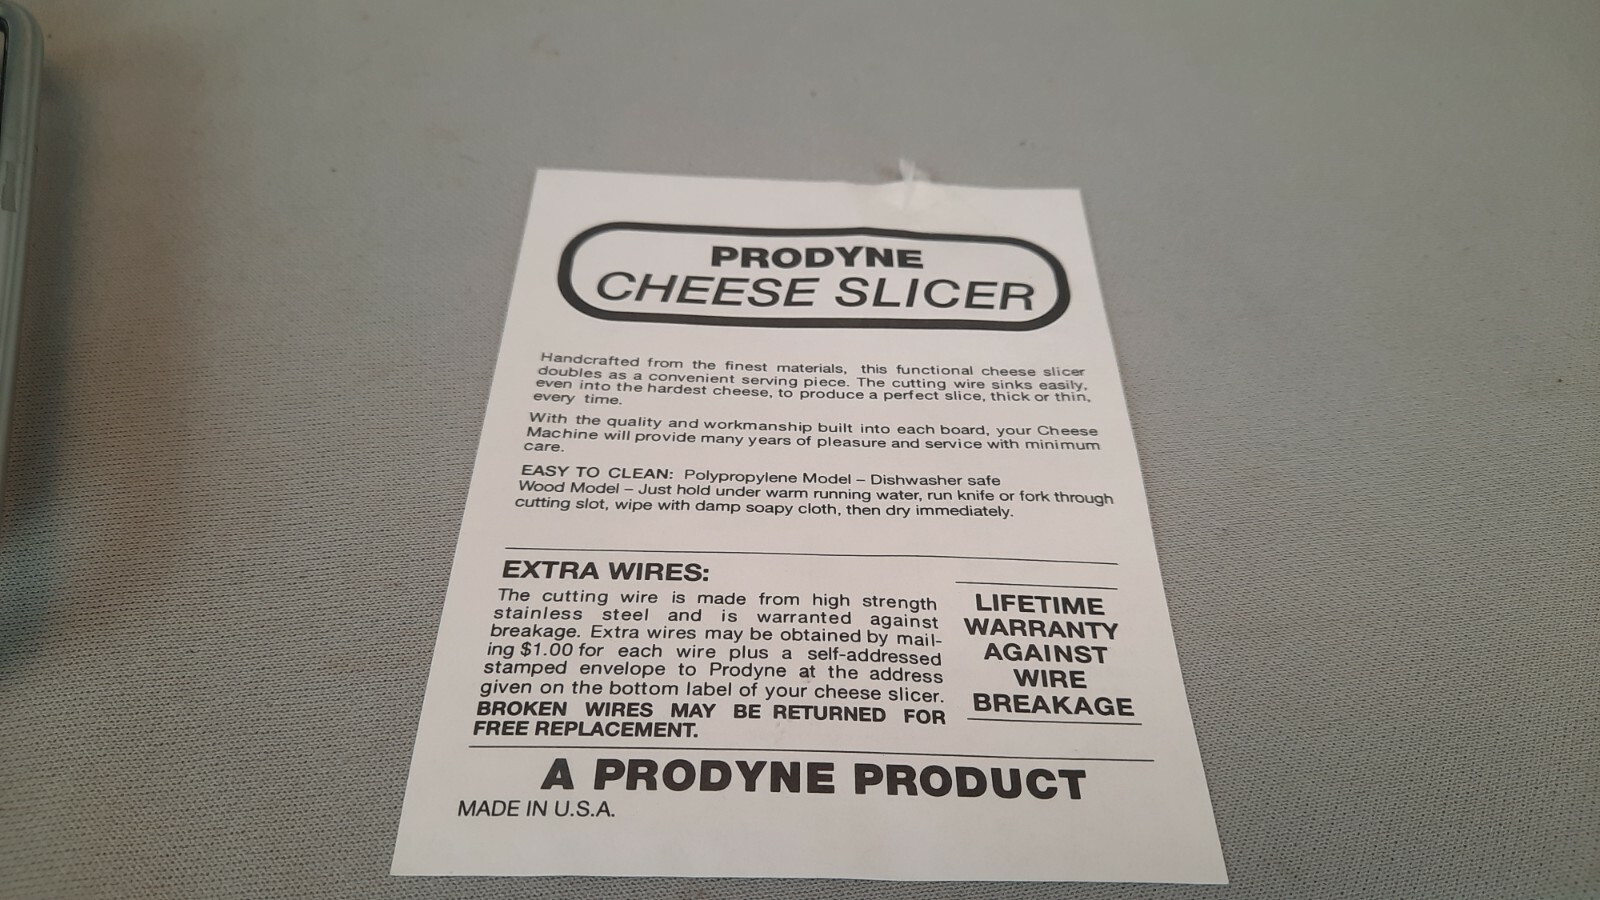 PRODYNE
CHEESE SLICER
Handcrafted from the finest materials, this functional cheese slicer
doubles as a convenient serving piece. The cutting wire sinks easily,
even into the hardest cheese, to produce a perfect slice, thick or thin,
every time.
With the quality and workmanship built into each board, your Cheese
Machine will provide many years of pleasure and service with minimum
care.
EASY TO CLEAN: Polypropylene Model – Dishwasher safe
Wood Model – Just hold under warm running water, run knife or fork through
cutting slot, wipe with damp soapy cloth, then dry immediately.
EXTRA WIRES:
The cutting wire is made from high strength
stainless steel and is warranted against
breakage. Extra wires may be obtained by mail-
ing $1.00 for each wire plus a self-addressed
stamped envelope to Prodyne at the address
given on the bottom label of your cheese slicer.
BROKEN WIRES MAY BE RETURNED FOR
FREE REPLACEMENT.
LIFETIME
WARRANTY
AGAINST
WIRE
BREAKAGE
A PRODYNE PRODUCT
MADE IN U.S.A.